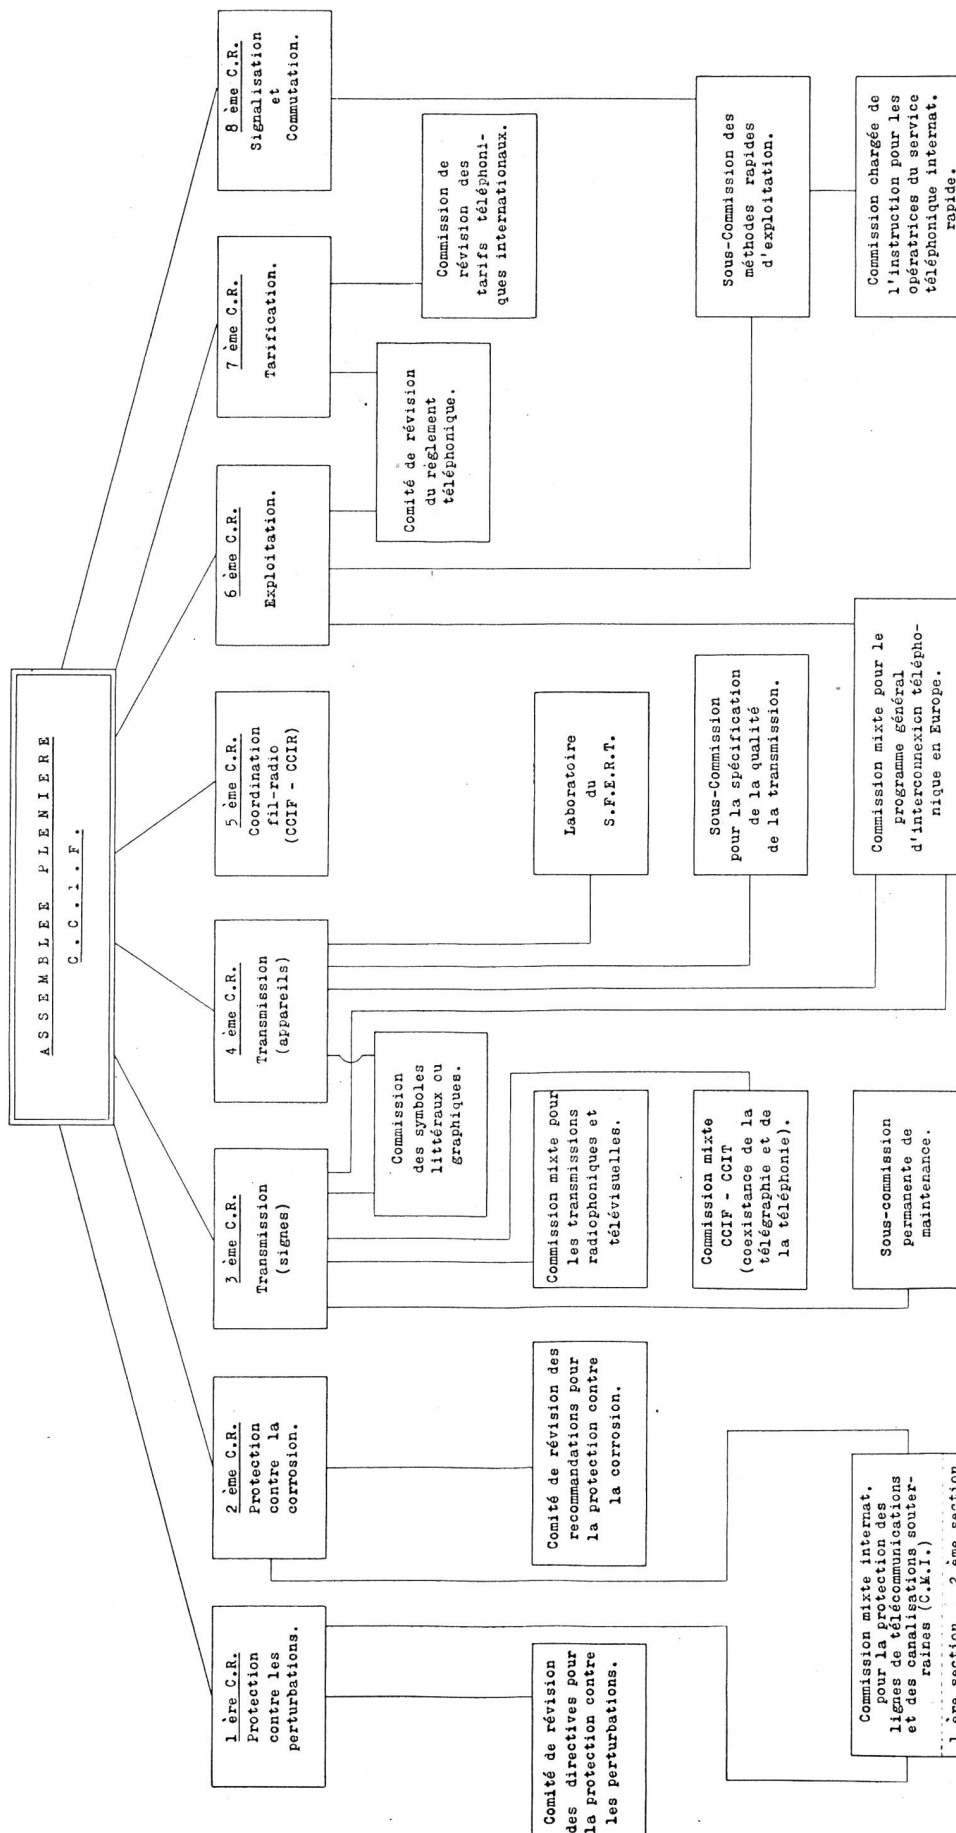 ASSEMBLEE PLENIERE
C.C.I.F.
1 ère C.R.
Protection
contre les
perturbations.
2 ème C.R.
Protection
contre la
corrosion.
3 ème C.R.
Transmission
(signes)
4 ème C.R.
Transmission
(appareils)
5 ème C.R.
Coordination
fil-radio
(CCIF - CCIR)
6 ème C.R.
Exploitation.
7 ème C.R.
Tarification.
8 ème C.R.
Signalisation
et
Commutation.
Commission
des symboles
littéraux ou
graphiques.
Comité de révision
du règlement
téléphonique.
Commission de
révision des
tarifs téléphoni-
ques internationaux.
Comité de révision
des directives pour
la protection contre
les perturbations.
Comité de révision des
recommandations pour
la protection contre
la corrosion.
Commission mixte pour
les transmissions
radiophoniques et
télévisuelles.
Laboratoire
du
S.F.E.R.T.
Commission mixte
CCIF - CCIT
(coexistance de la
télégraphie et de
la téléphonie).
Sous-Commission
pour la spécification
de la qualité
de la transmission.
Sous-Commission des
méthodes rapides
d'exploitation.
Commission mixte internat.
pour la protection des
lignes de télécommunications
et des canalisations souter-
raines (C.M.I.)
1 ère section 2 ème section
Sous-commission
permanente de
maintenance.
Commission mixte pour le
programme général
d'interconnexion télépho-
nique en Europe.
Commission chargée de
l'instruction pour les
opératrices du service
téléphonique internat.
rapide.